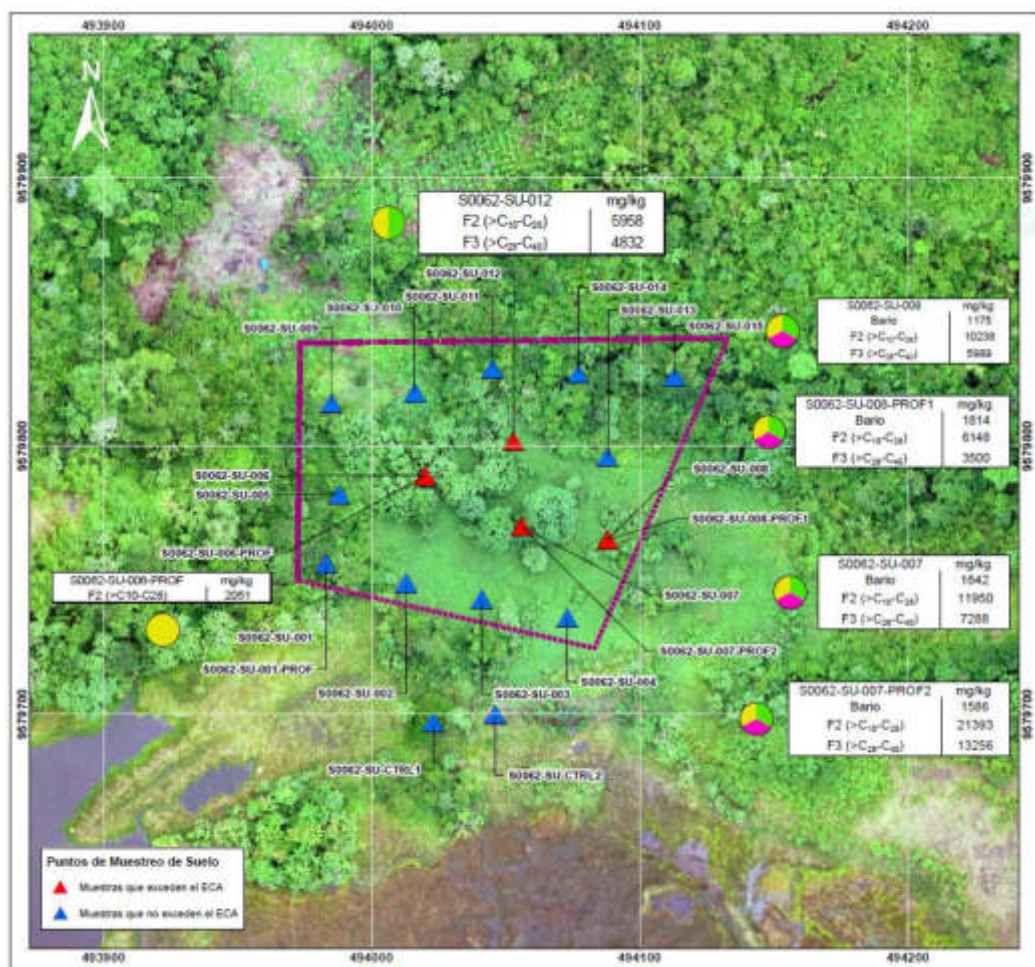 493900 494000 494100 494200
N
9579900 9579900
S0062-SU-012 mg/kg
F2 (>C10-C28) 5958
F3 (>C28-C40) 4832
S0062-SU-012
S0062-SU-011
S0062-SU-010
S0062-SU-009
S0062-SU-014
S0062-SU-013
S0062-SU-015
mg/kg
Bario 1175
F2 (>C10-C28) 10238
F3 (>C28-C40) 5989
S0062-SU-008-PROF1 mg/kg
Bario 1814
F2 (>C10-C28) 6148
F3 (>C28-C40) 3500
9579800 9579800
S0062-SU-006
S0062-SU-005
S0062-SU-008
S0062-SU-008-PROF1
S0062-SU-006-PROF
S0062-SU-006-PROF mg/kg
F2 (>C10-C28) 2051
S0062-SU-007
S0062-SU-007 mg/kg
Bario 1642
F2 (>C10-C28) 11950
F3 (>C28-C40) 7288
S0062-SU-001
S0062-SU-001-PROF
S0062-SU-007-PROF2
S0062-SU-002
S0062-SU-003
S0062-SU-004
S0062-SU-007-PROF2 mg/kg
Bario 1586
F2 (>C10-C28) 21393
F3 (>C28-C40) 13256
9579700 9579700
S0062-SU-CTRL1
S0062-SU-CTRL2
Puntos de Muestreo de Suelo
Muestras que exceden el ECA
Muestras que no exceden el ECA
493900 494000 494100 494200